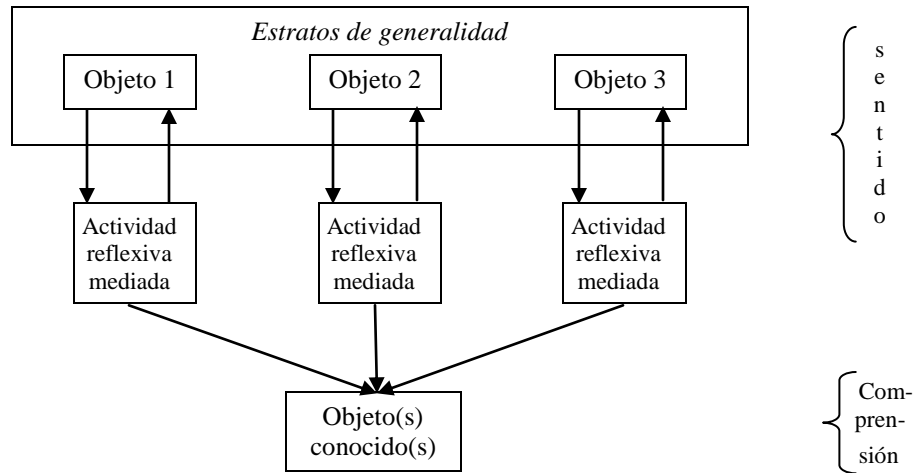 Estratos de generalidad
Objeto 1
Objeto 2
Objeto 3
s
e
n
t
i
d
o
Actividad
reflexiva
mediada
Actividad
reflexiva
mediada
Actividad
reflexiva
mediada
Objeto(s)
conocido(s)
Com-
pren-
sión